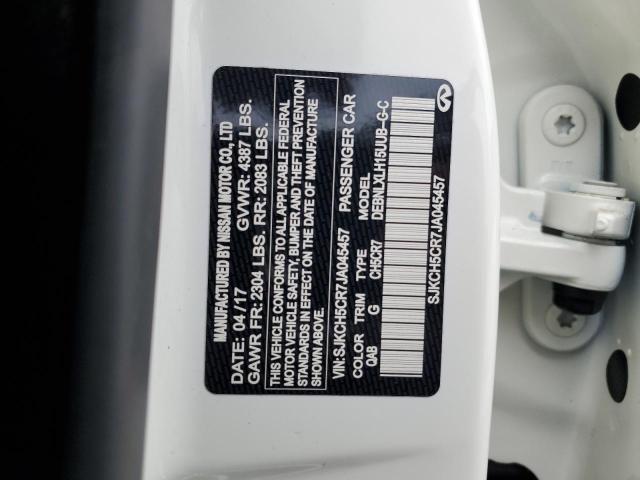 MANUFACTURED BY NISSAN MOTOR CO., LTD
DATE: 04/17 GVWR: 4387 LBS.
GAWR FR: 2304 LBS. RR: 2083 LBS.
THIS VEHICLE CONFORMS TO ALL APPLICABLE FEDERAL
MOTOR VEHICLE SAFETY, BUMPER AND THEFT PREVENTION
STANDARDS IN EFFECT ON THE DATE OF MANUFACTURE
SHOWN ABOVE.
VIN:SJKCH5CR7JA045457 PASSENGER CAR
COLOR TRIM TYPE MODEL
QAB G CH5CR7 DEBNLXLH15UUB-G-C
SJKCH5CR7JA045457